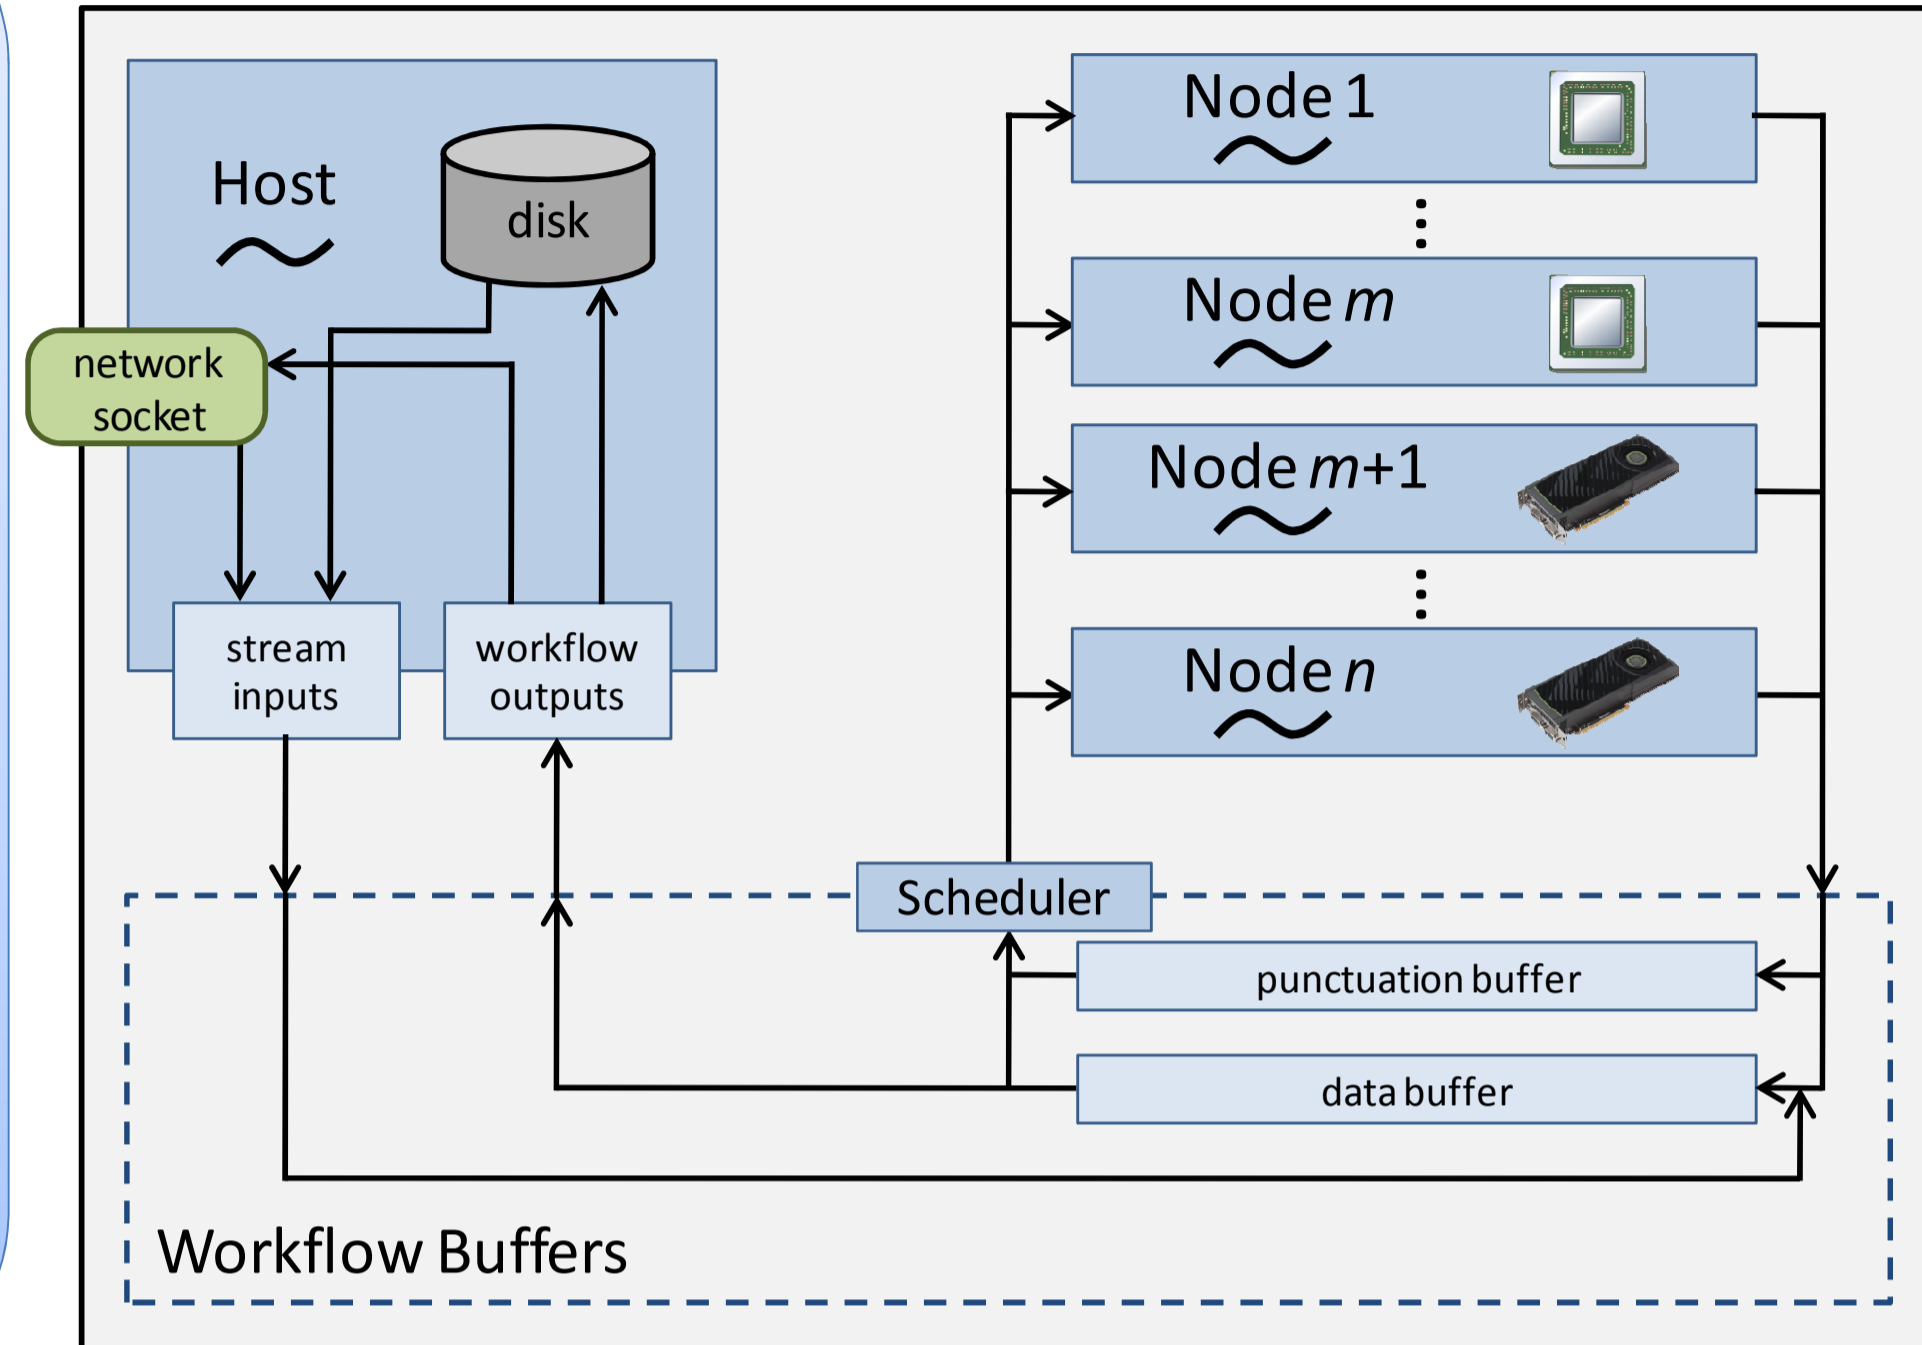 Host
disk
network
socket
stream
inputs
workflow
outputs
Node 1
Node m
Node m+1
Node n
Scheduler
punctuation buffer
data buffer
Workflow Buffers